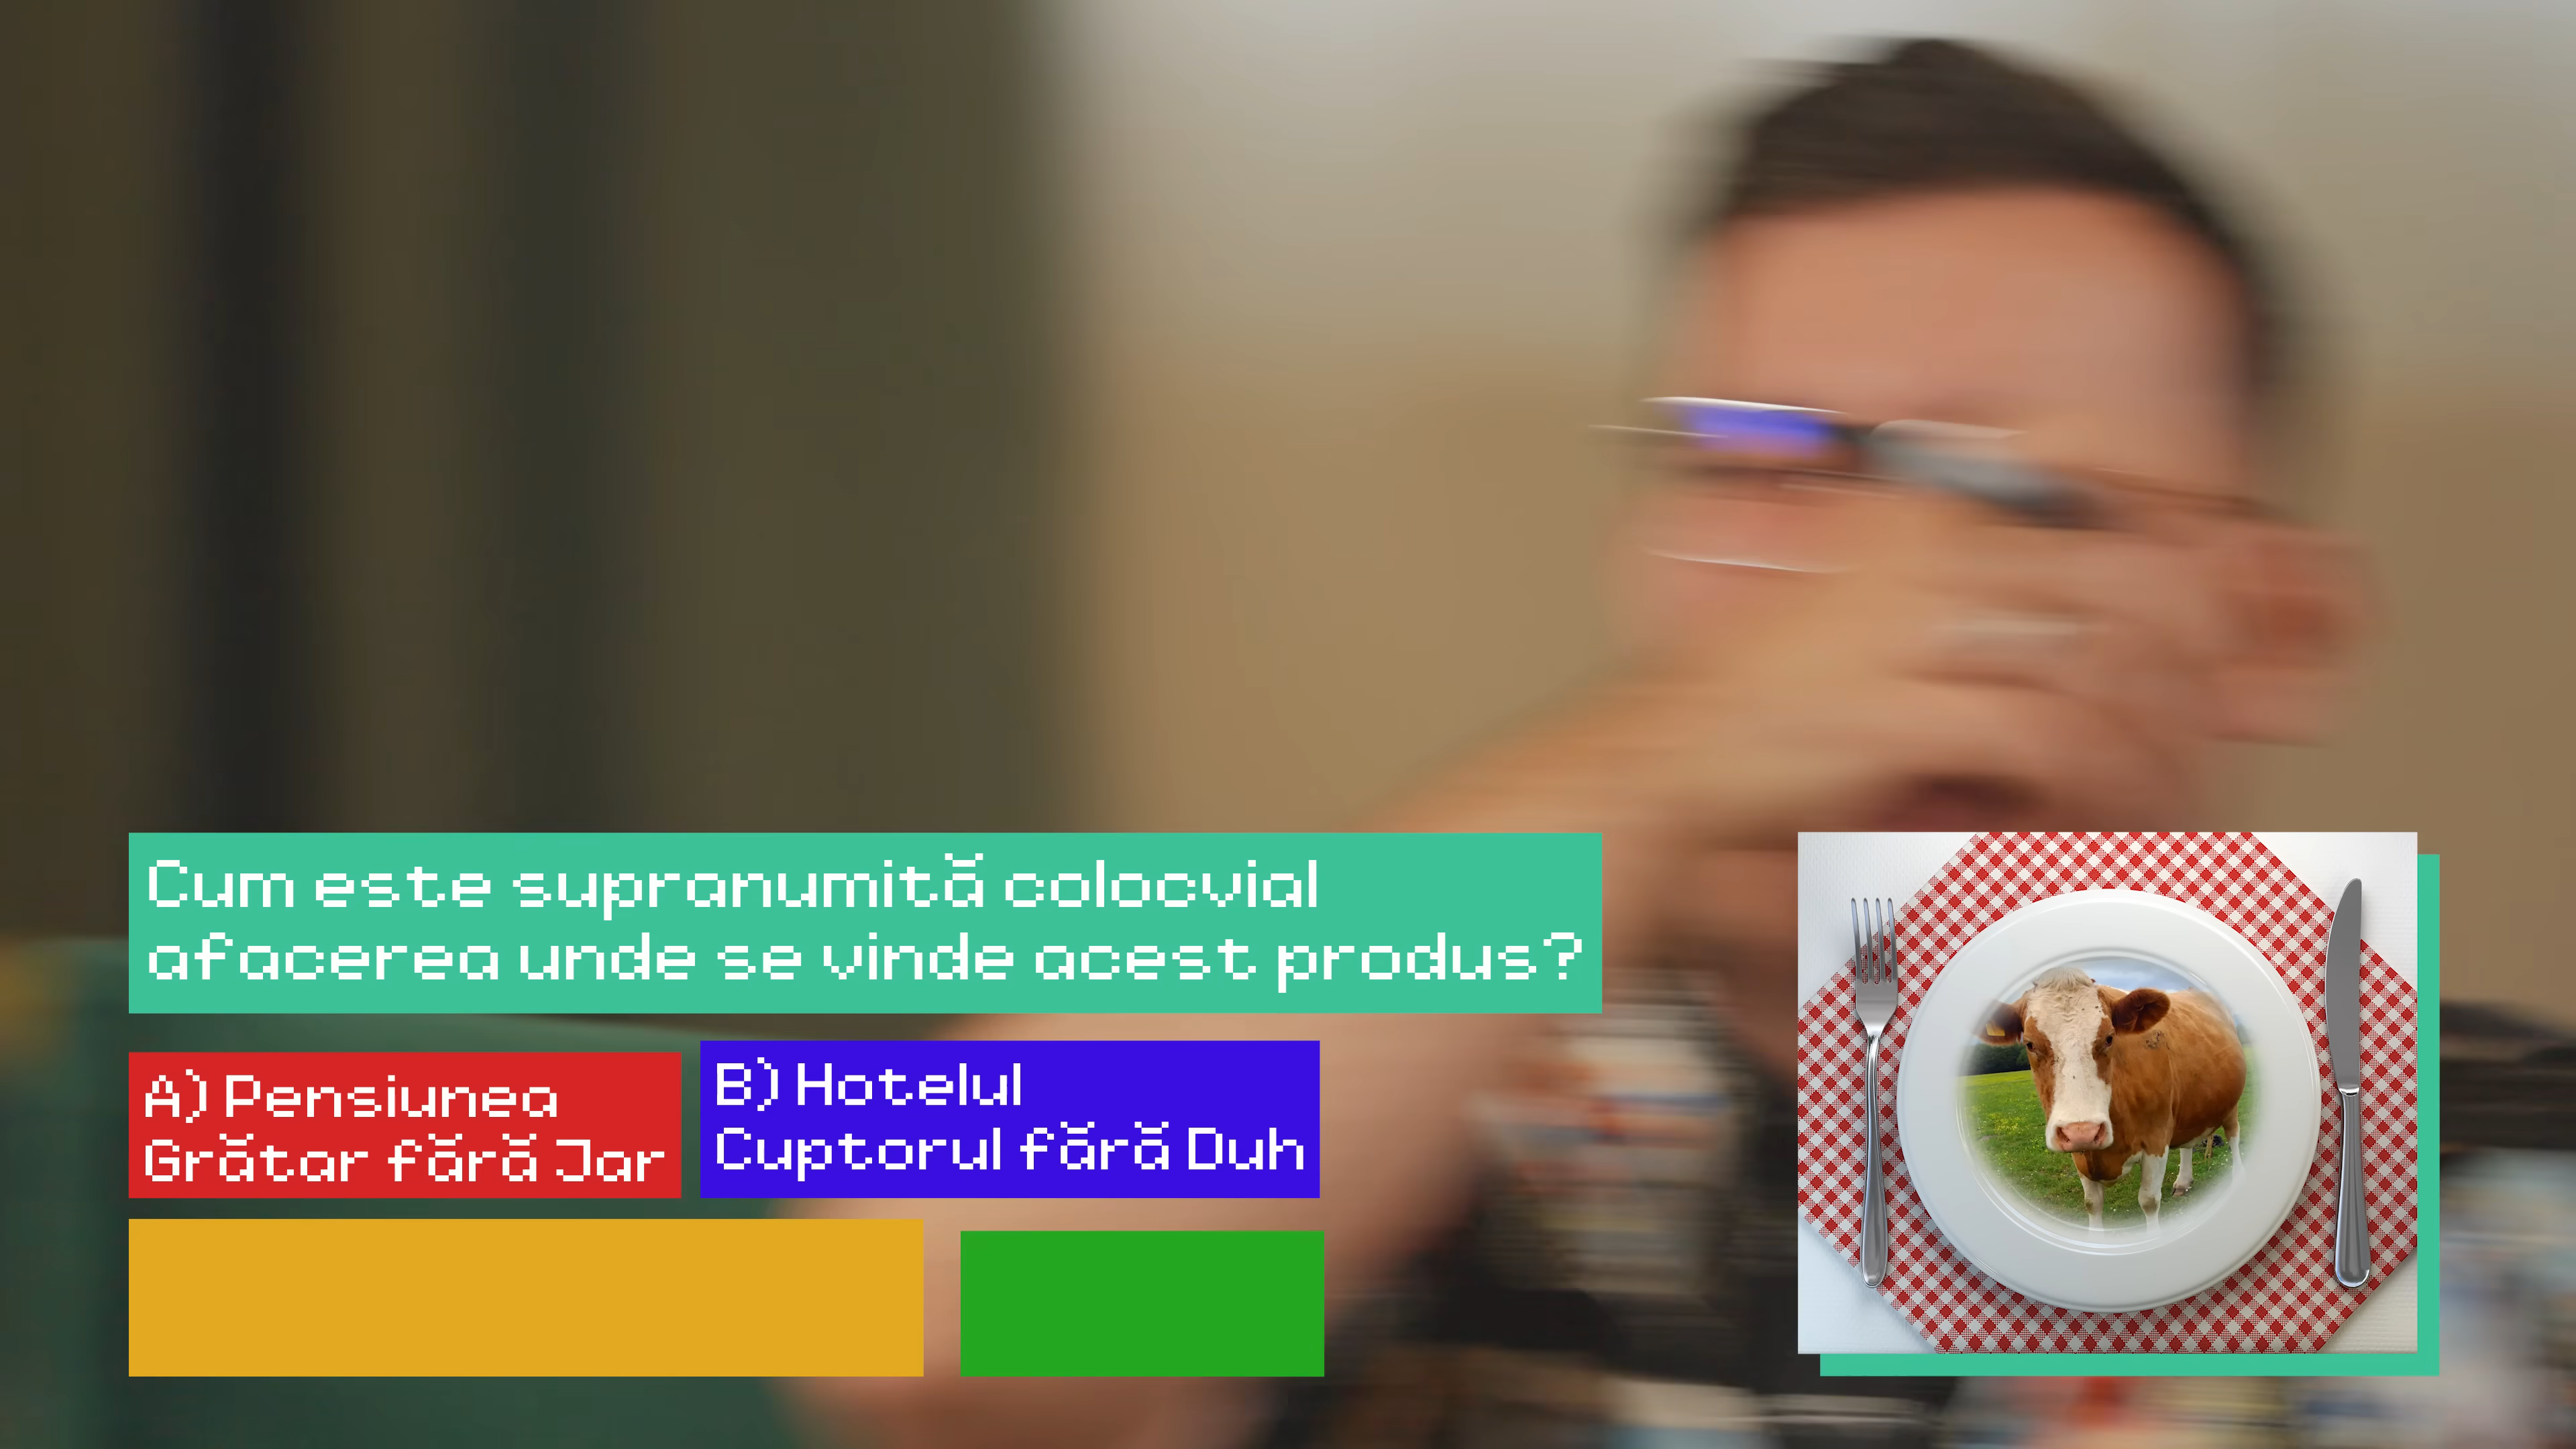 Cum este supranumită colocvial
afacerea unde se vinde acest produs?
A) Pensiunea
Grătar fără Jar
B) Hotelul
Cuptorul fără Duh